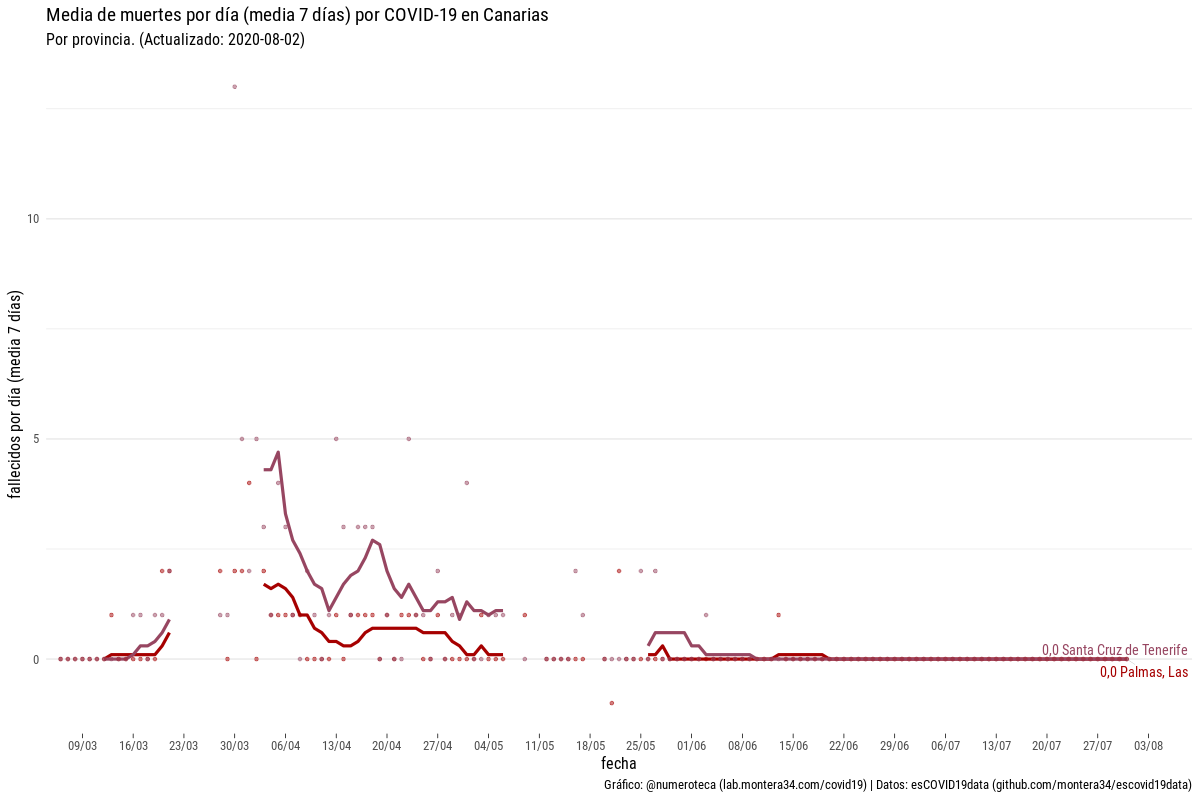 Media de muertes por día (media 7 días) por COVID-19 en Canarias
Por provincia. (Actualizado: 2020-08-02)
fallecidos por día (media 7 días)
10
5
0
0,0 Santa Cruz de Tenerife
0,0 Palmas, Las
09/03 16/03 23/03 30/03 06/04 13/04 20/04 27/04 04/05 11/05 18/05 25/05 01/06 08/06 15/06 22/06 29/06 06/07 13/07 20/07 27/07 03/08
fecha
Gráfico: @numeroteca (lab.montera34.com/covid19) | Datos: esCOVID19data (github.com/montera34/escovid19data)